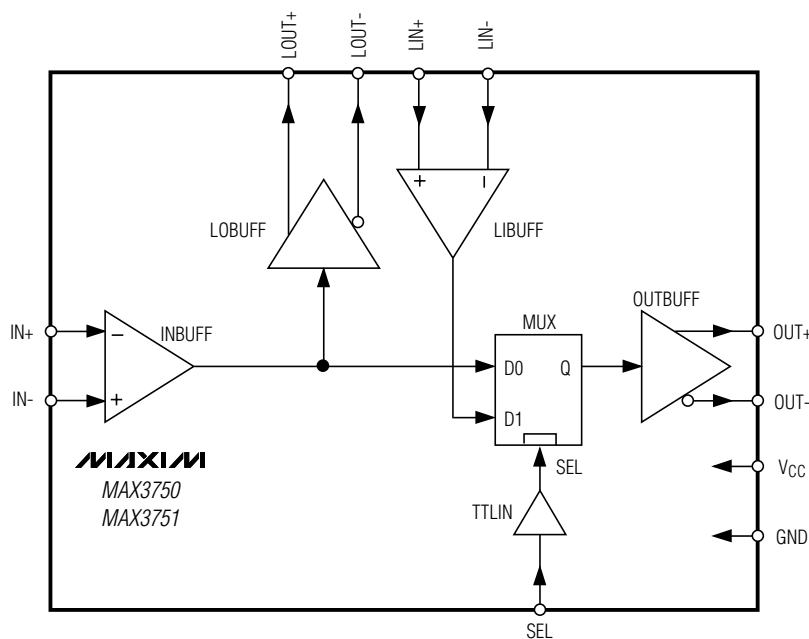 LOUT+
LOUT-
LIN+
LIN-
+
–
LOBUFF
LIBUFF
IN+
–
INBUFF
IN-
+
MUX
D0
Q
D1
SEL
OUTBUFF
OUT+
OUT-
VCC
GND
MAXIM
MAX3750
MAX3751
TTLIN
SEL